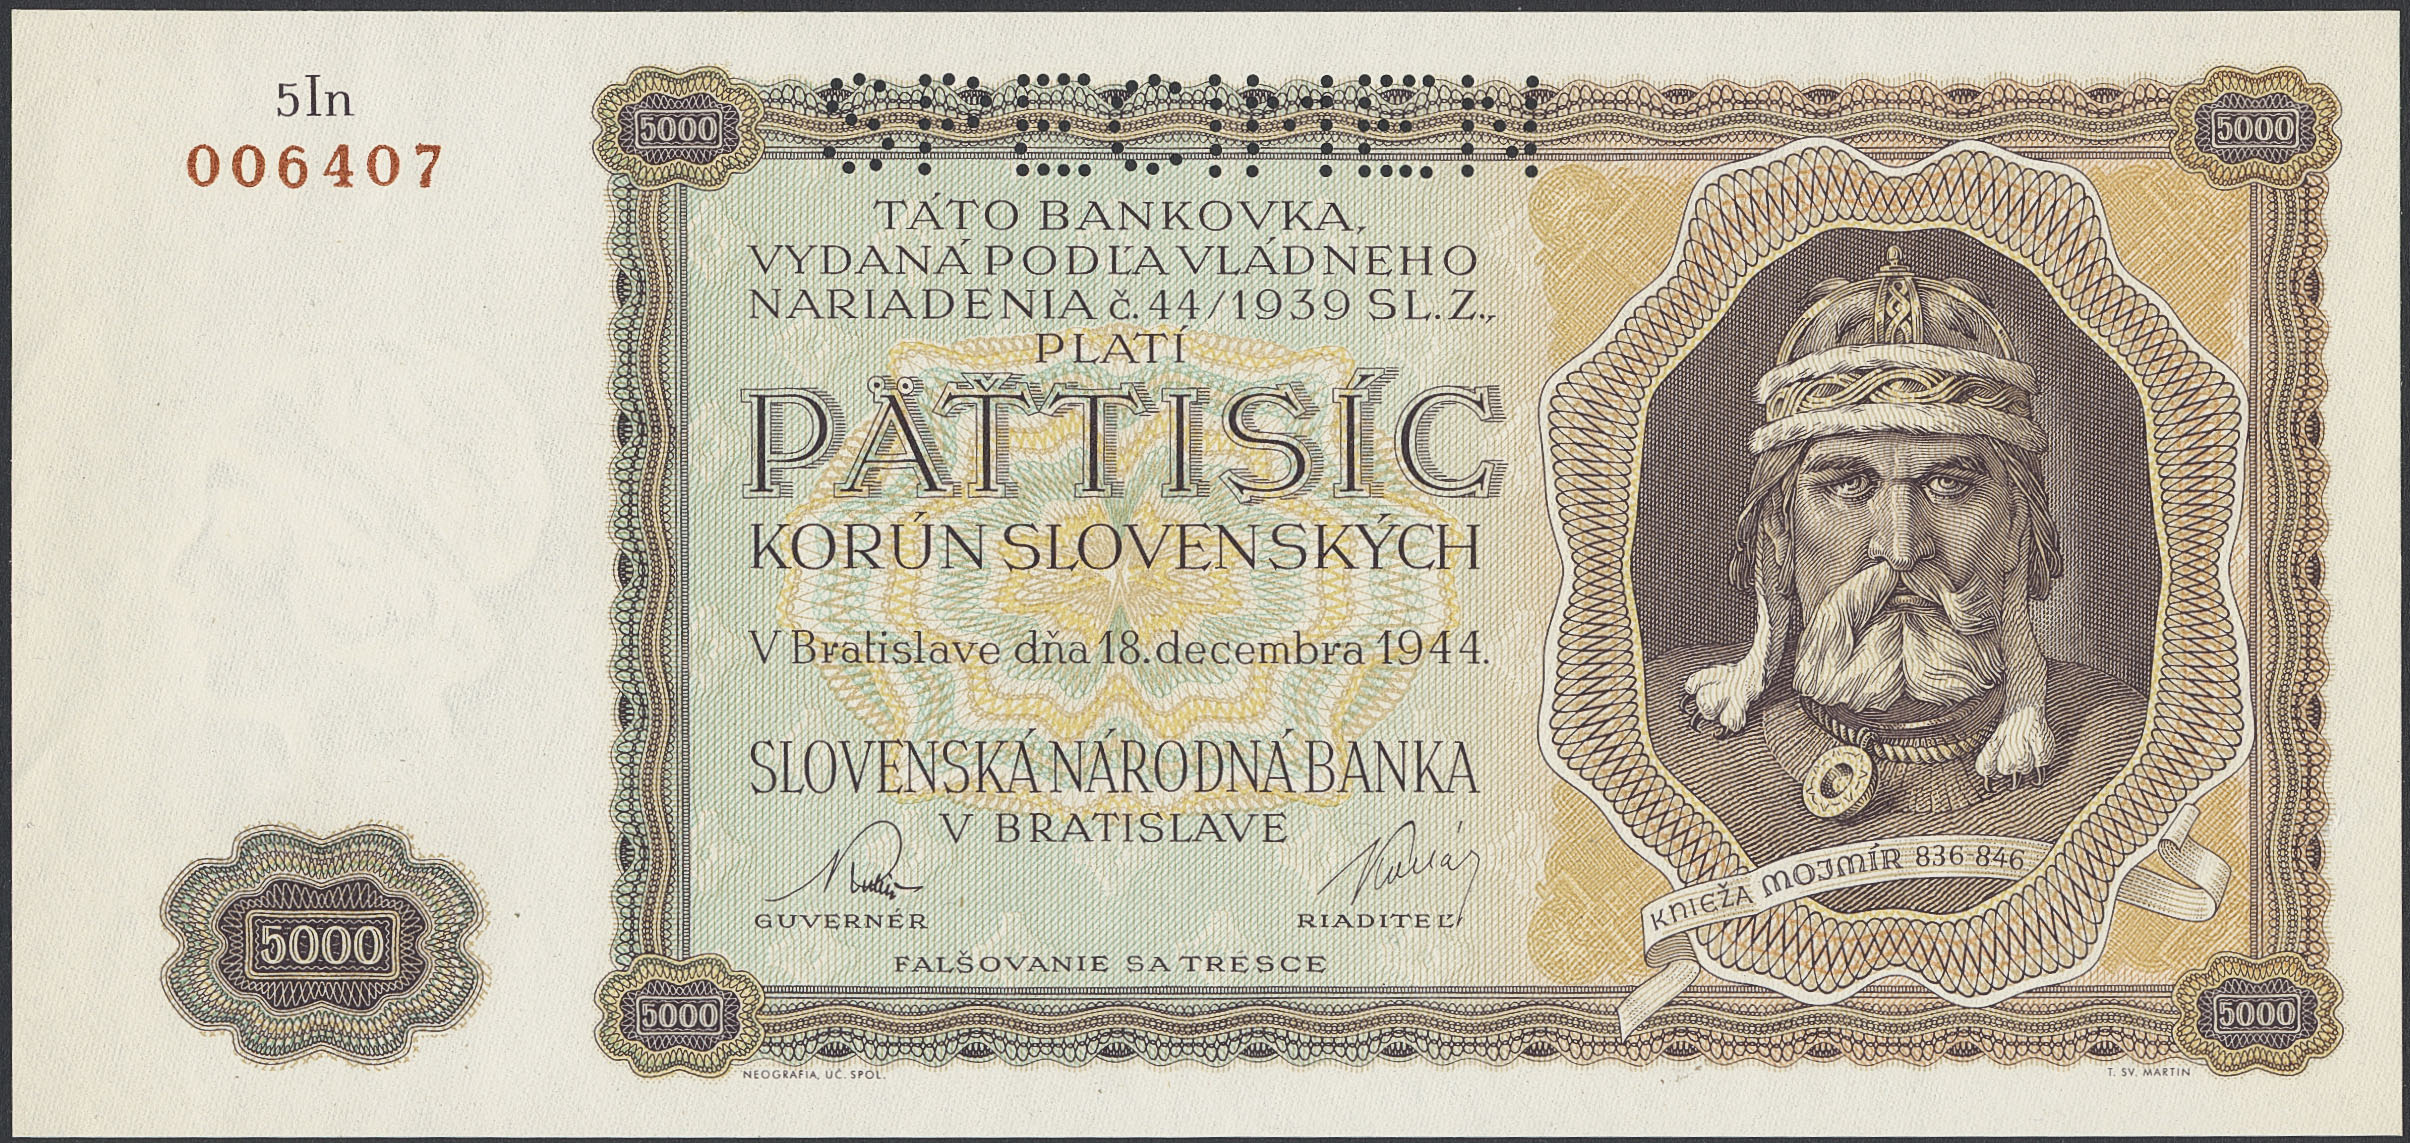 5In
006407
5000
5000
SPECIMEN
TÁTO BANKOVKA,
VYDANÁ PODĽA VLÁDNEHO
NARIADENIA č. 44/1939 SL. Z.,
PLATÍ
PÄŤTISÍC
KORÚN SLOVENSKÝCH
V Bratislave dňa 18. decembra 1944.
SLOVENSKÁ NÁRODNÁ BANKA
V BRATISLAVE
GUVERNÉR RIADITEĽ
FALŠOVANIE SA TRESCE
KNIEŽA MOJMÍR 836-846
5000
5000
5000
NEOGRAFIA, UČ. SPOL.
T. SV. MARTIN